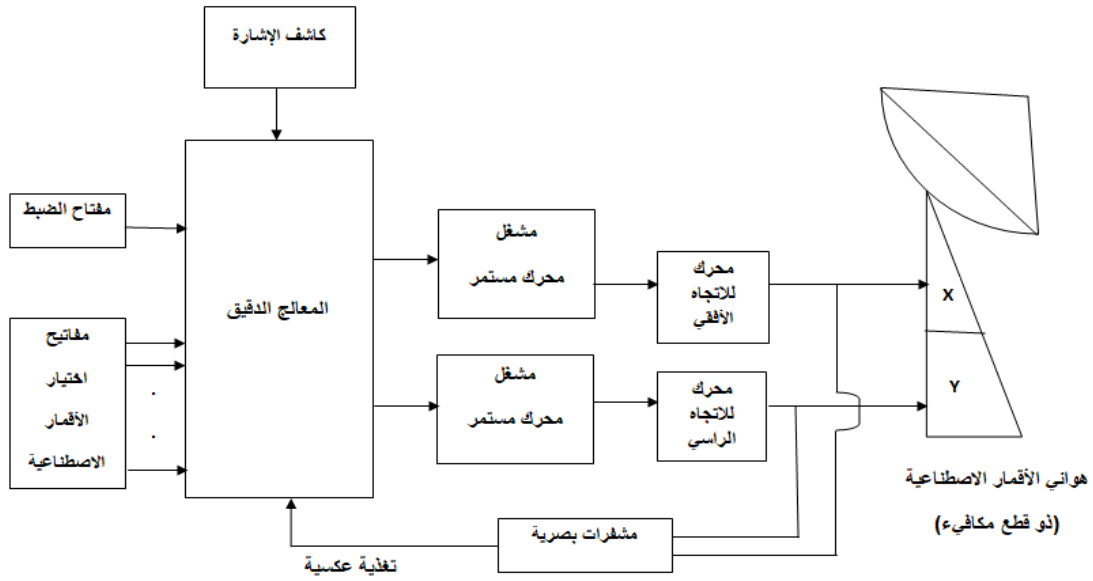 كاشف الإشارة
مفتاح الضبط
مفاتيح
اختيار
الأقمار
الاصطناعية
المعالج الدقيق
مشغل
محرك مستمر
محرك
للاتجاه
الأفقي
مشغل
محرك مستمر
محرك
للاتجاه
الراسي
X
Y
هوائي الأقمار الاصطناعية
(ذو قطع مكافيء)
مشفرات بصرية
تغذية عكسية